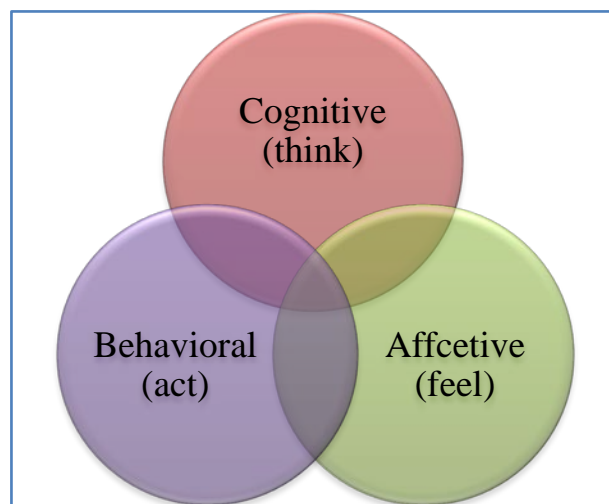 Cognitive
(think)
Behavioral
(act)
Affcetive
(feel)